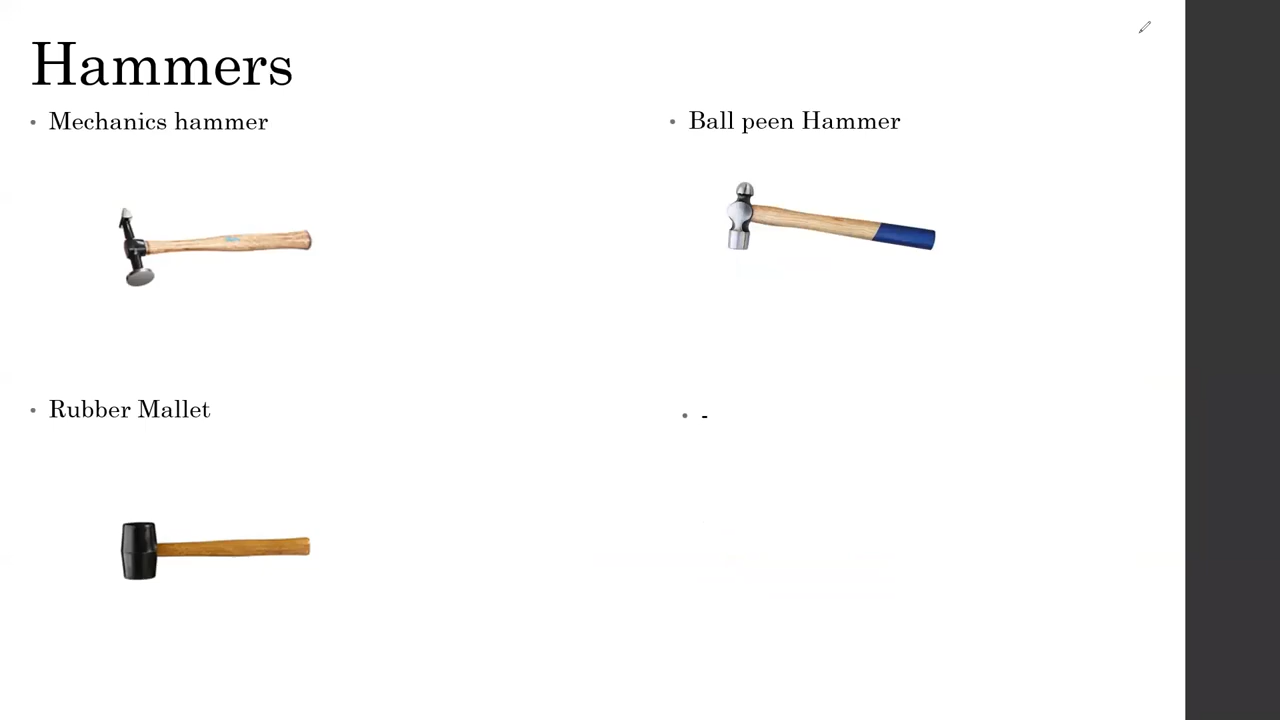 Hammers
• Mechanics hammer
• Ball peen Hammer
• Rubber Mallet
• -